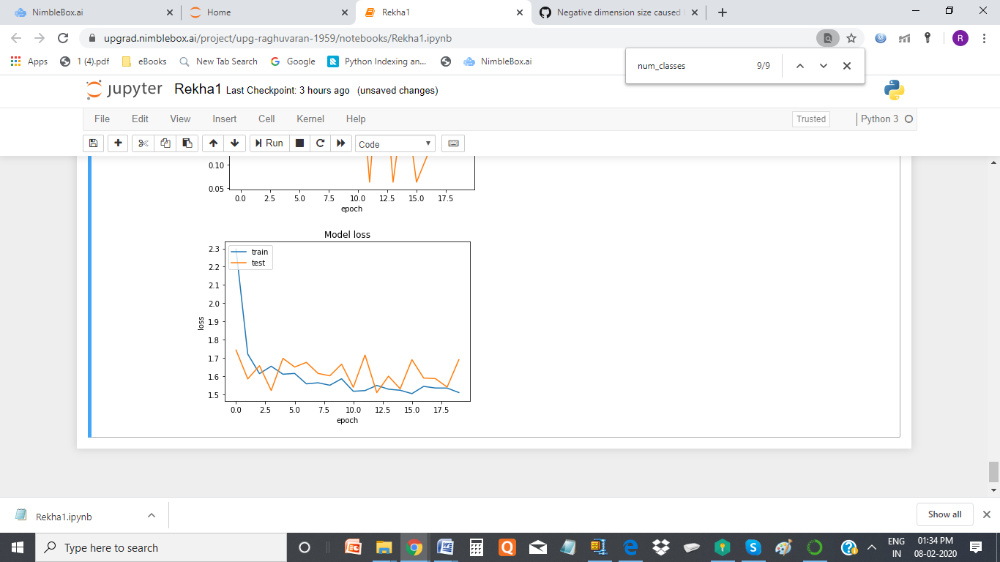 NimbleBox.ai
Home
Rekha1
Negative dimension size caused
upgrad.nimblebox.ai/project/upg-raghuvaran-1959/notebooks/Rekha1.ipynb
R
Apps
1 (4).pdf
eBooks
New Tab Search
Google
Python Indexing an...
NimbleBox.ai
num_classes 9/9
jupyter Rekha1 Last Checkpoint: 3 hours ago (unsaved changes)
File Edit View Insert Cell Kernel Help
Trusted
Python 3
Run
Code
0.10
0.05
0.0 2.5 5.0 7.5 10.0 12.5 15.0 17.5
epoch
Model loss
train
test
2.3
2.2
2.1
2.0
1.9
1.8
1.7
1.6
1.5
loss
0.0 2.5 5.0 7.5 10.0 12.5 15.0 17.5
epoch
Rekha1.ipynb
Show all
Type here to search
ENG
IN
01:34 PM
08-02-2020